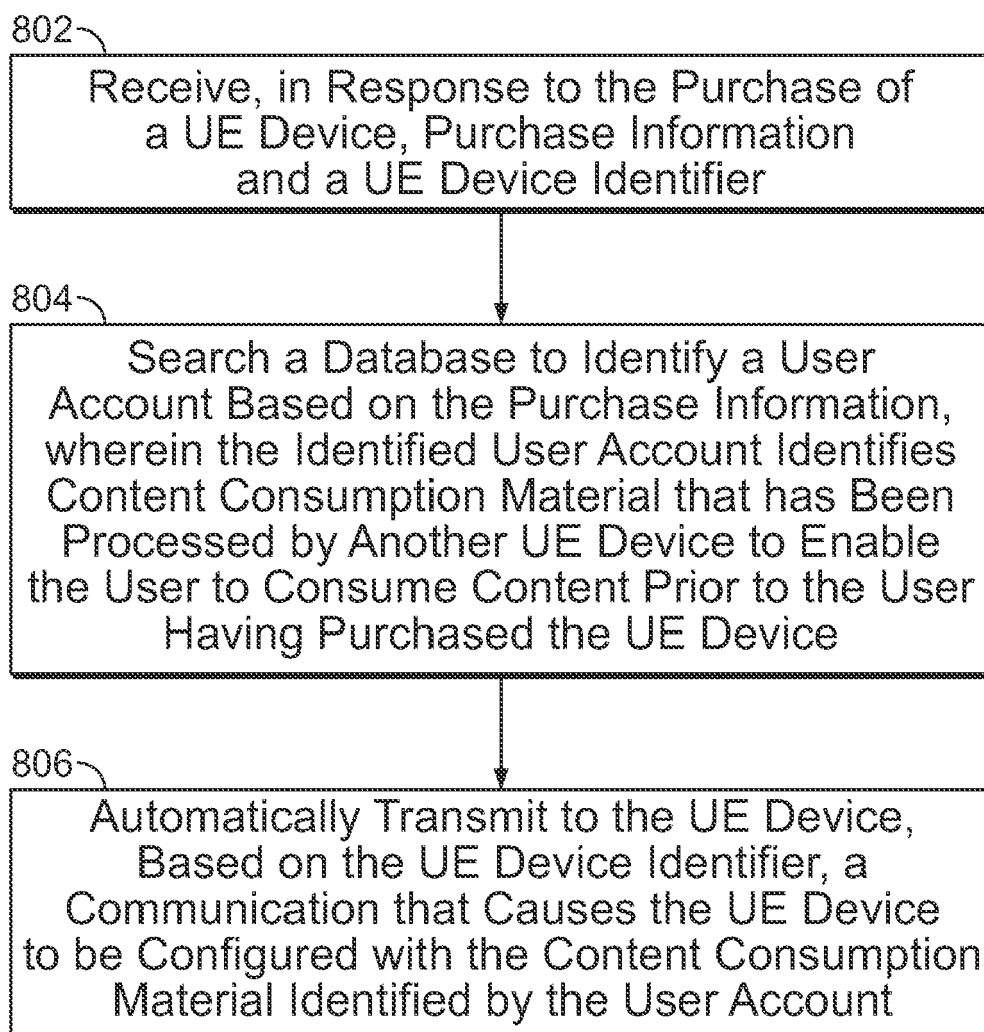 802
Receive, in Response to the Purchase of
a UE Device, Purchase Information
and a UE Device Identifier
804
Search a Database to Identify a User
Account Based on the Purchase Information,
wherein the Identified User Account Identifies
Content Consumption Material that has Been
Processed by Another UE Device to Enable
the User to Consume Content Prior to the User
Having Purchased the UE Device
806
Automatically Transmit to the UE Device,
Based on the UE Device Identifier, a
Communication that Causes the UE Device
to be Configured with the Content Consumption
Material Identified by the User Account